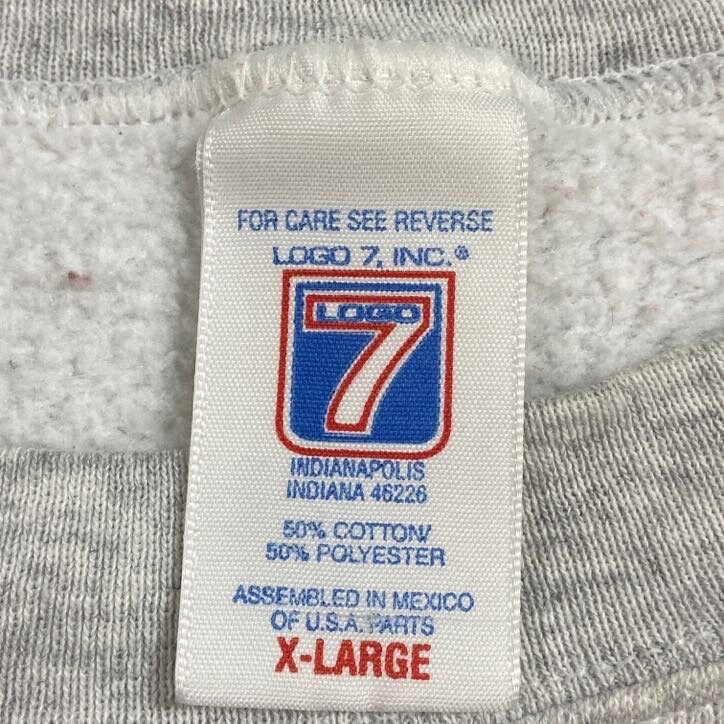 FOR CARE SEE REVERSE
LOGO 7, INC.®
LOGO
7
INDIANAPOLIS
INDIANA 46226
50% COTTON/
50% POLYESTER
ASSEMBLED IN MEXICO
OF U.S.A. PARTS
X-LARGE